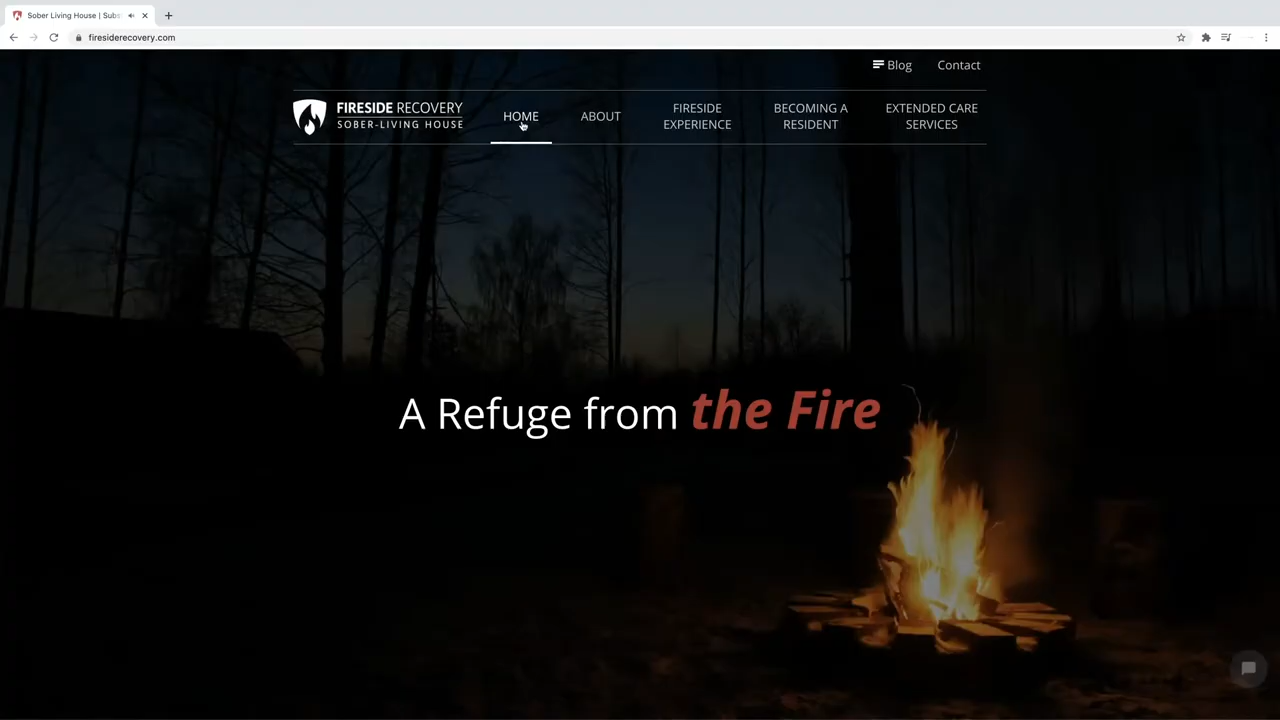 Sober Living House | Subs
firesiderecovery.com
Blog
Contact
FIRESIDE RECOVERY
SOBER-LIVING HOUSE
HOME
ABOUT
FIRESIDE
EXPERIENCE
BECOMING A
RESIDENT
EXTENDED CARE
SERVICES
A Refuge from the Fire